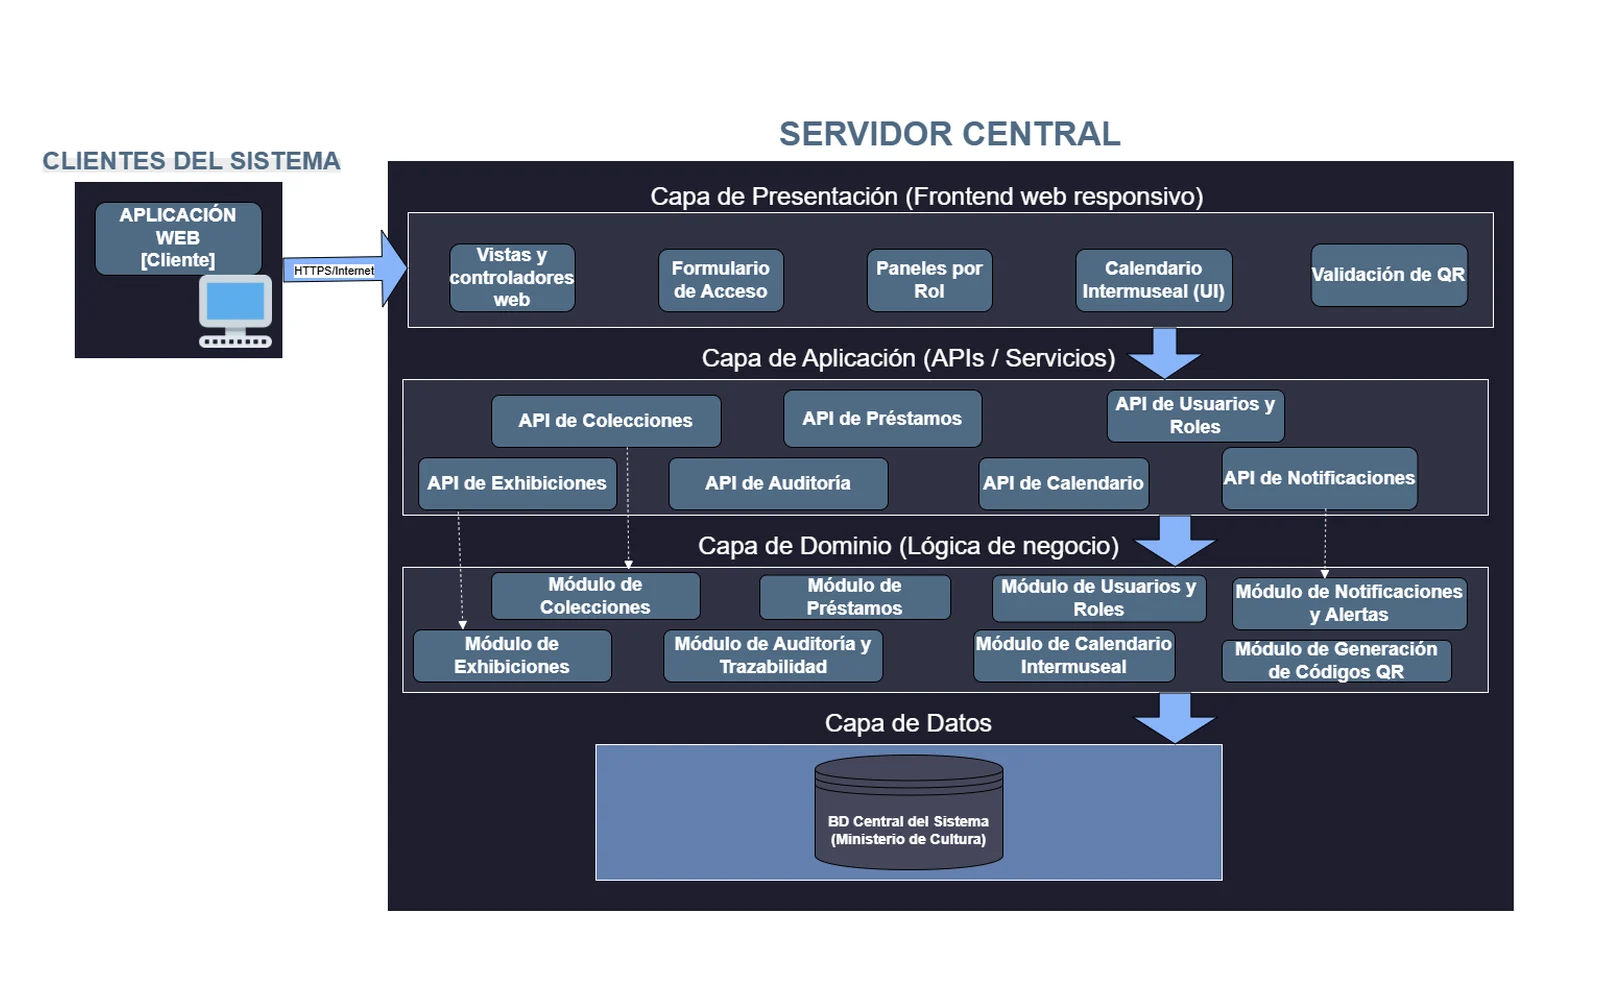 SERVIDOR CENTRAL
CLIENTES DEL SISTEMA
APLICACIÓN
WEB
[Cliente]
HTTPS/Internet
Capa de Presentación (Frontend web responsivo)
Vistas y
controladores
web
Formulario
de Acceso
Paneles por
Rol
Calendario
Intermuseal (UI)
Validación de QR
Capa de Aplicación (APIs / Servicios)
API de Colecciones
API de Préstamos
API de Usuarios y
Roles
API de Exhibiciones
API de Auditoría
API de Calendario
API de Notificaciones
Capa de Dominio (Lógica de negocio)
Módulo de
Colecciones
Módulo de
Préstamos
Módulo de Usuarios y
Roles
Módulo de Notificaciones
y Alertas
Módulo de
Exhibiciones
Módulo de Auditoría y
Trazabilidad
Módulo de Calendario
Intermuseal
Módulo de Generación
de Códigos QR
Capa de Datos
BD Central del Sistema
(Ministerio de Cultura)